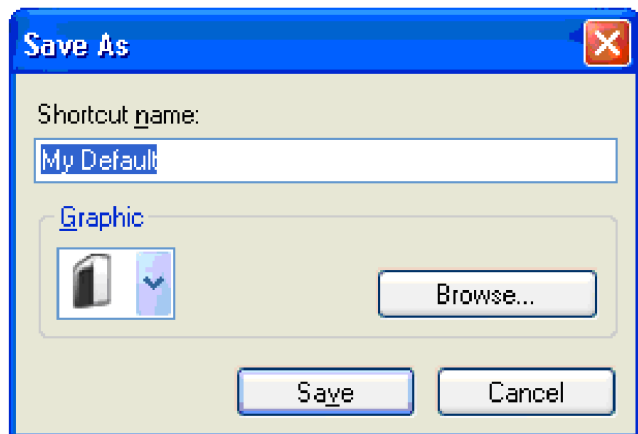 Save As
Shortcut name:
My Default
Graphic
Browse...
Save
Cancel